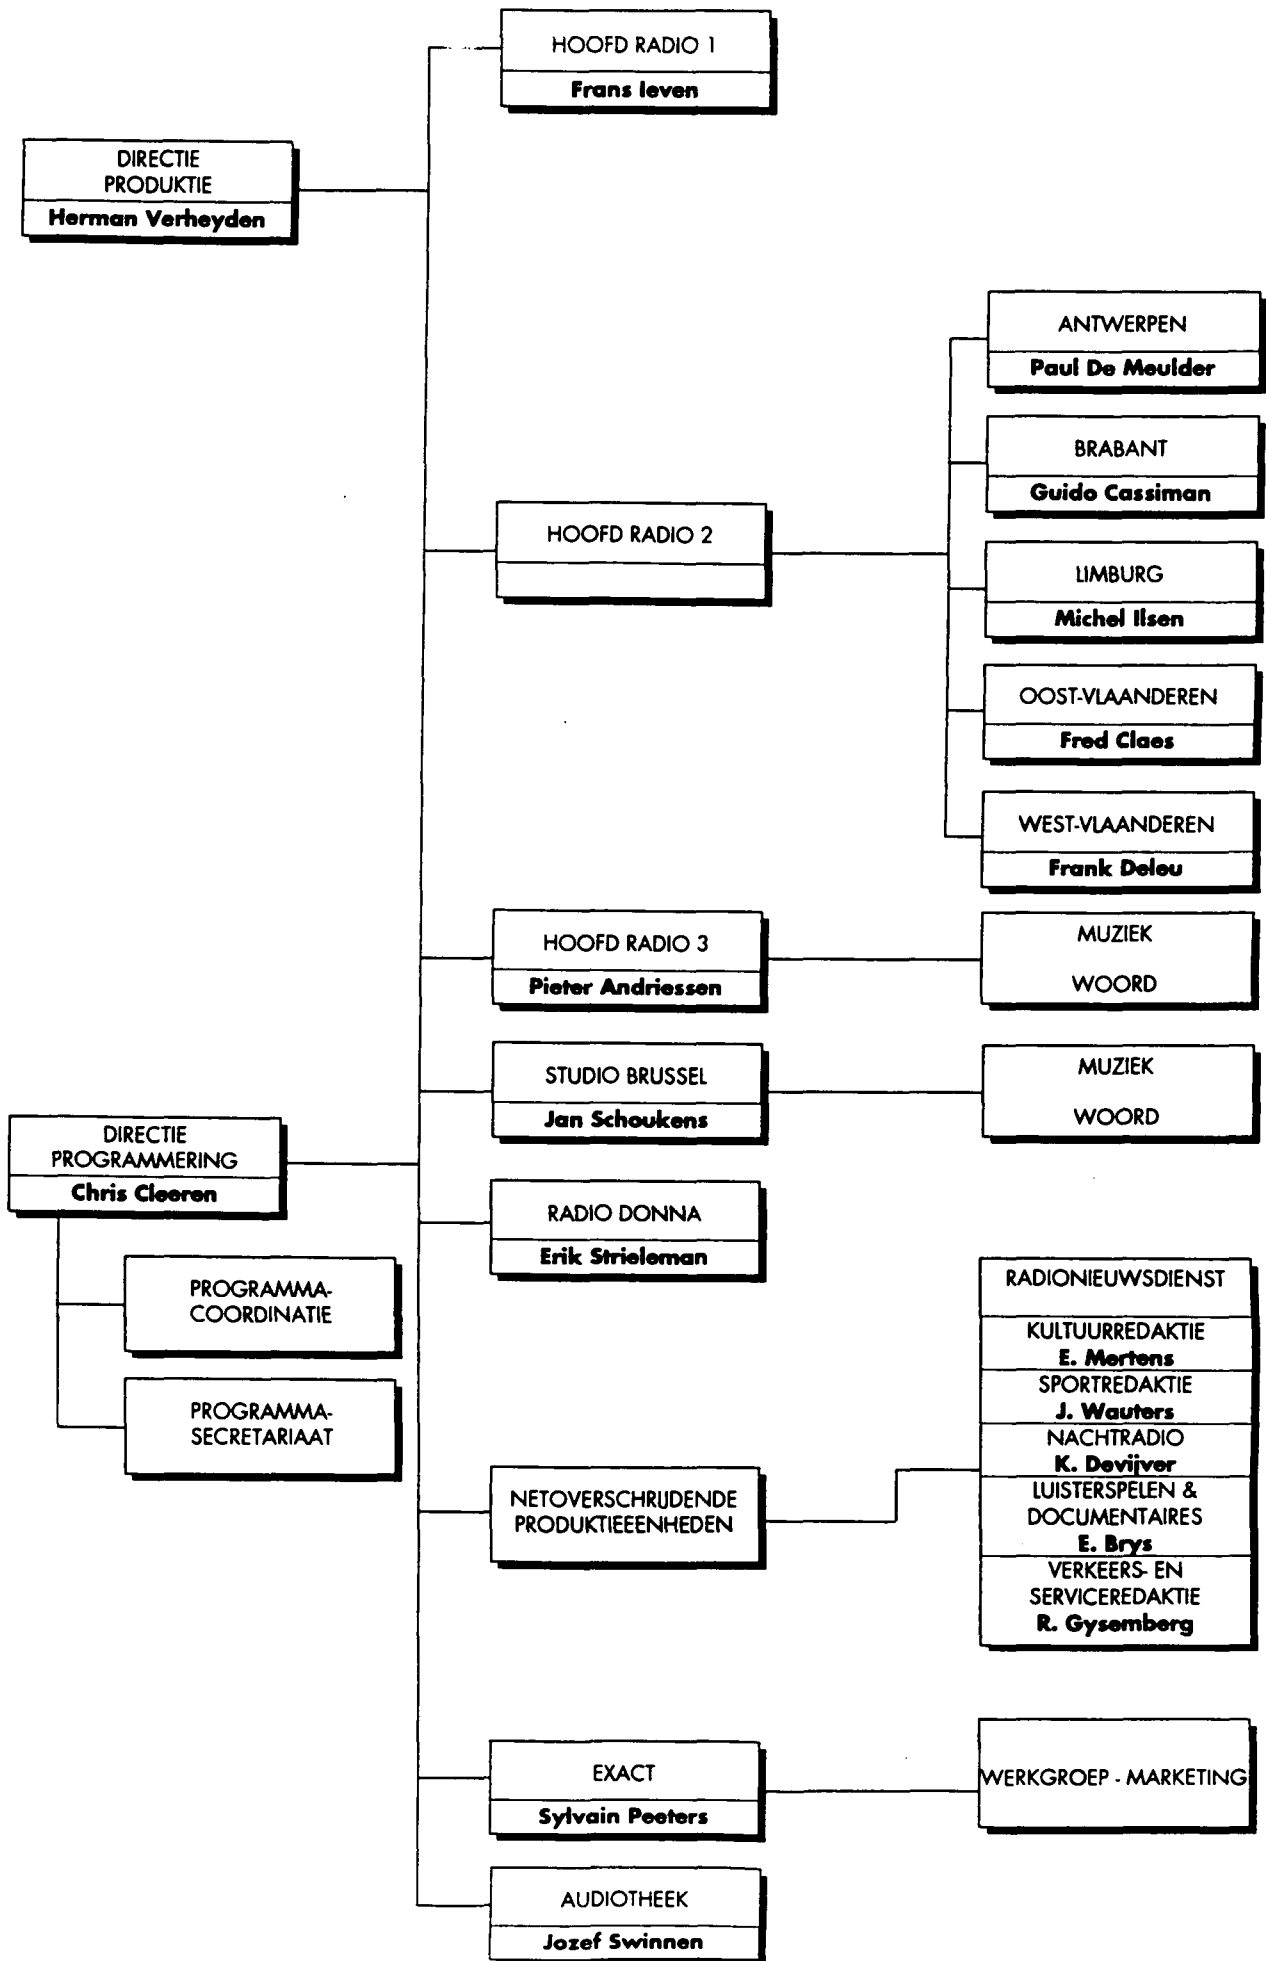 HOOFD RADIO 1
Frans Ieven
DIRECTIE
PRODUKTIE
Herman Verheyden
ANTWERPEN
Paul De Meulder
BRABANT
Guido Cassiman
HOOFD RADIO 2
LIMBURG
Michel Ilsen
OOST-VLAANDEREN
Fred Claes
WEST-VLAANDEREN
Frank Deleu
HOOFD RADIO 3
Pieter Andriessen
MUZIEK
WOORD
STUDIO BRUSSEL
Jan Schoukens
MUZIEK
WOORD
DIRECTIE
PROGRAMMERING
Chris Cleeren
PROGRAMMA-
COORDINATIE
PROGRAMMA-
SECRETARIAAT
RADIO DONNA
Erik Strieleman
NETOVERSCHRIJDENDE
PRODUKTIEEENHEDEN
RADIONIEUWSDIENST
KULTUURREDAKTIE
E. Mertens
SPORTREDAKTIE
J. Wauters
NACHTRADIO
K. Devijver
LUISTERSPELEN &
DOCUMENTAIRES
E. Brys
VERKEERS- EN
SERVICEREDAKTIE
R. Gysemberg
EXACT
Sylvain Peeters
WERKGROEP - MARKETING
AUDIOTHEEK
Jozef Swinnen